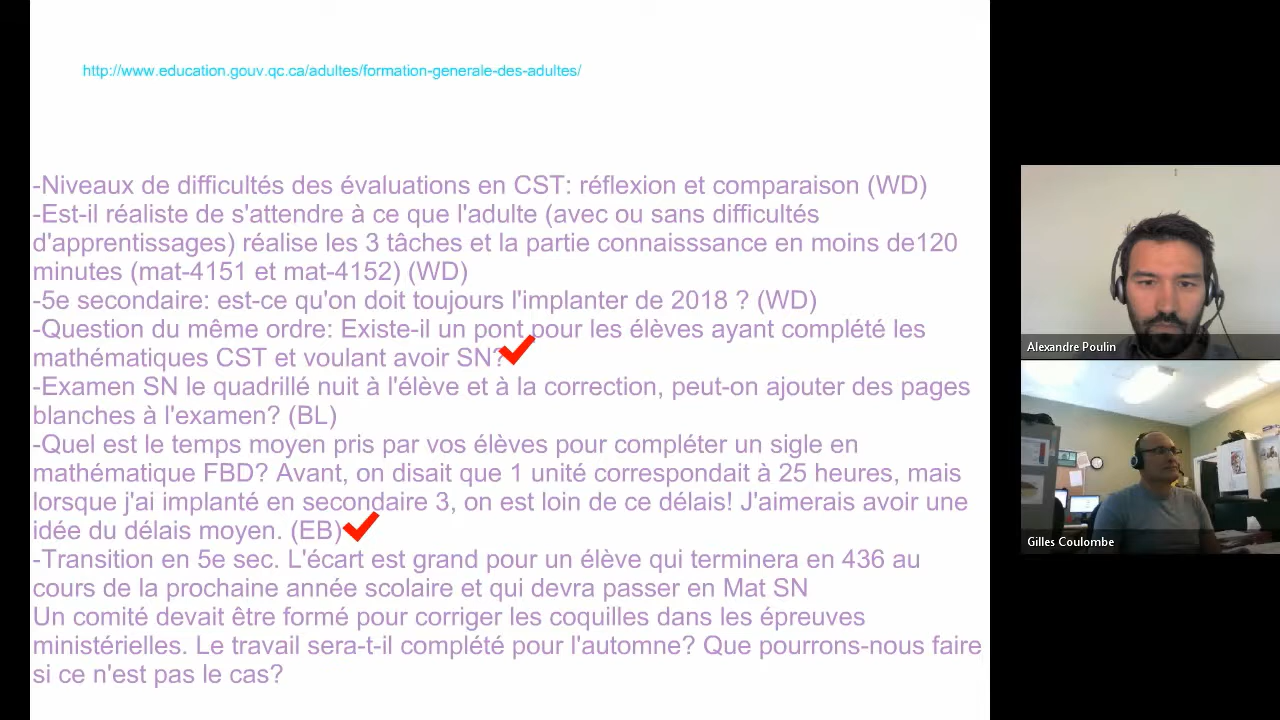 http://www.education.gouv.qc.ca/adultes/formation-generale-des-adultes/
-Niveaux de difficultés des évaluations en CST: réflexion et comparaison (WD)
-Est-il réaliste de s'attendre à ce que l'adulte (avec ou sans difficultés
d'apprentissages) réalise les 3 tâches et la partie connaisssance en moins de120
minutes (mat-4151 et mat-4152) (WD)
-5e secondaire: est-ce qu'on doit toujours l'implanter de 2018 ? (WD)
-Question du même ordre: Existe-il un pont pour les élèves ayant complété les
mathématiques CST et voulant avoir SN?
-Examen SN le quadrillé nuit à l'élève et à la correction, peut-on ajouter des pages
blanches à l'examen? (BL)
-Quel est le temps moyen pris par vos élèves pour compléter un sigle en
mathématique FBD? Avant, on disait que 1 unité correspondait à 25 heures, mais
lorsque j'ai implanté en secondaire 3, on est loin de ce délais! J'aimerais avoir une
idée du délais moyen. (EB)
-Transition en 5e sec. L'écart est grand pour un élève qui terminera en 436 au
cours de la prochaine année scolaire et qui devra passer en Mat SN
Un comité devait être formé pour corriger les coquilles dans les épreuves
ministérielles. Le travail sera-t-il complété pour l'automne? Que pourrons-nous faire
si ce n'est pas le cas?
Alexandre Poulin
Gilles Coulombe